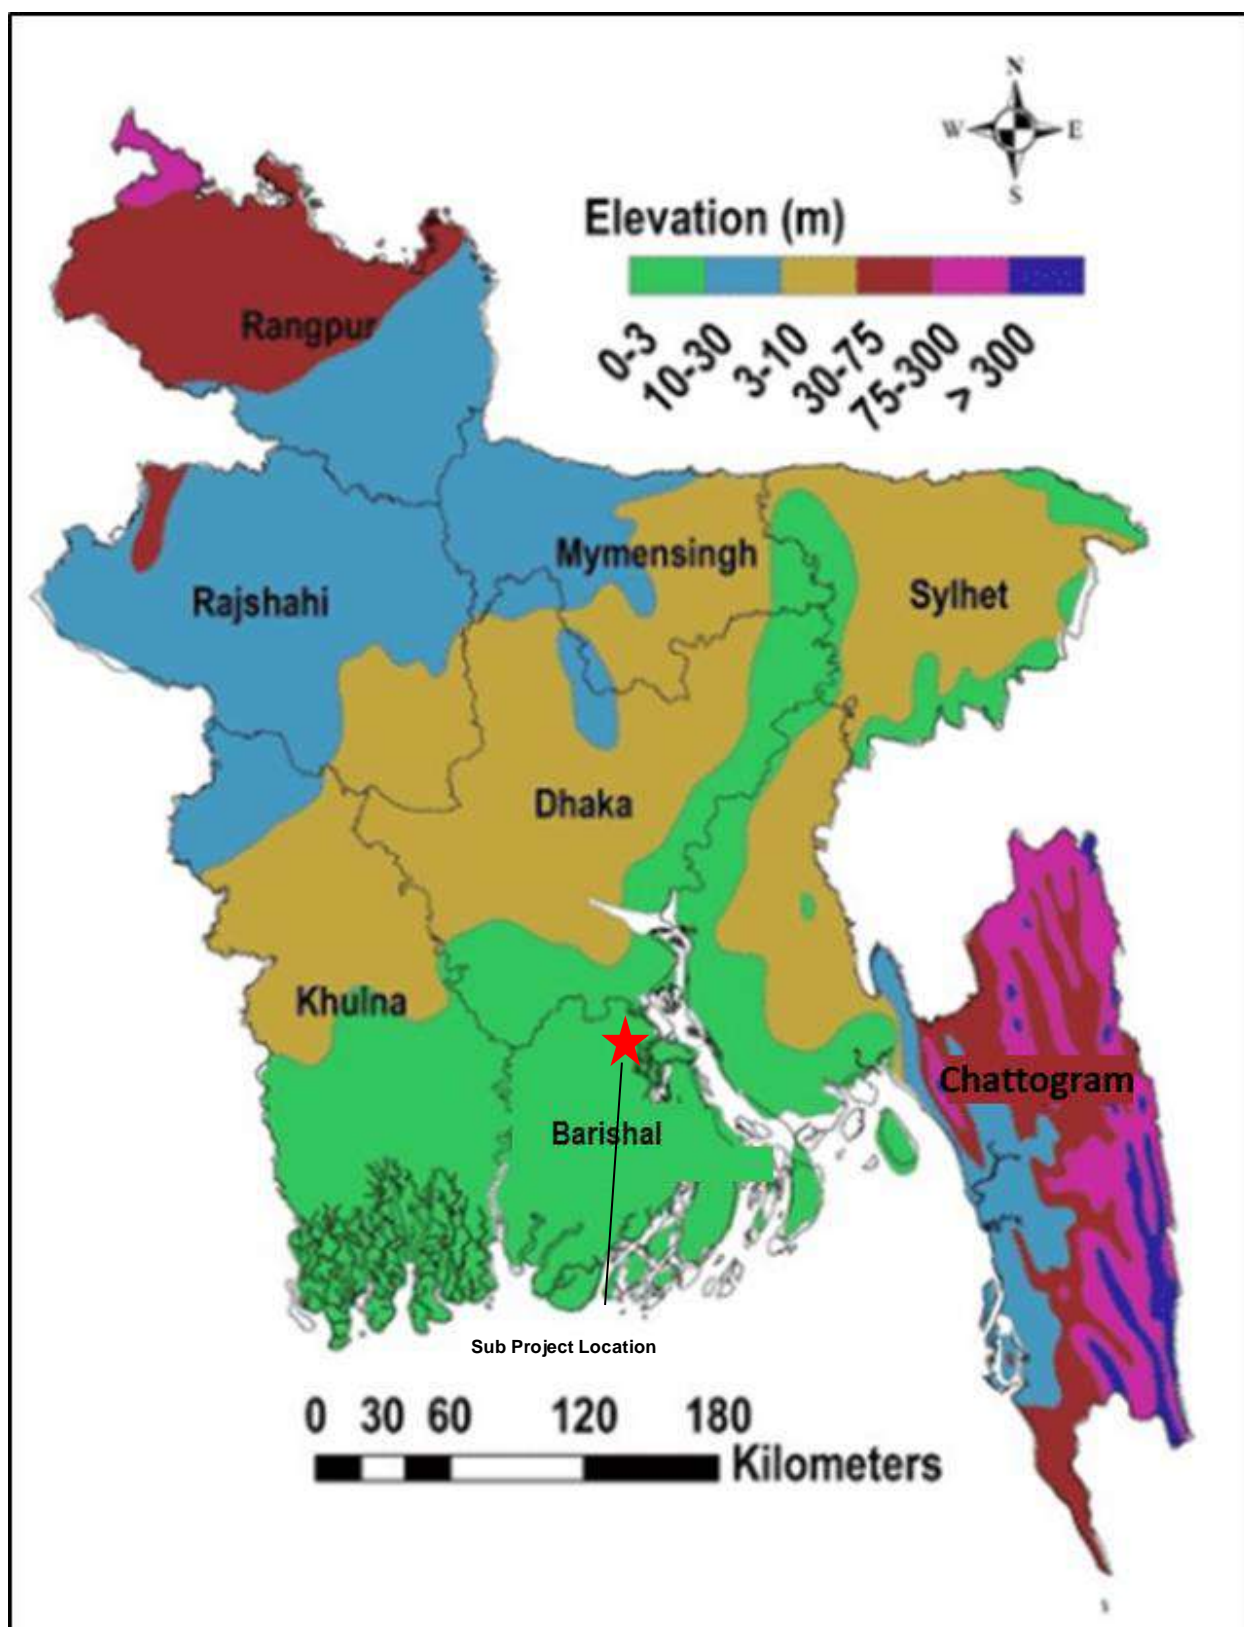 N
W E
S
Elevation (m)
0-3
10-30
3-10
30-75
75-300
> 300
Rangpur
Mymensingh
Sylhet
Rajshahi
Dhaka
Khulna
Chattogram
Barishal
Sub Project Location
0 30 60 120 180
Kilometers